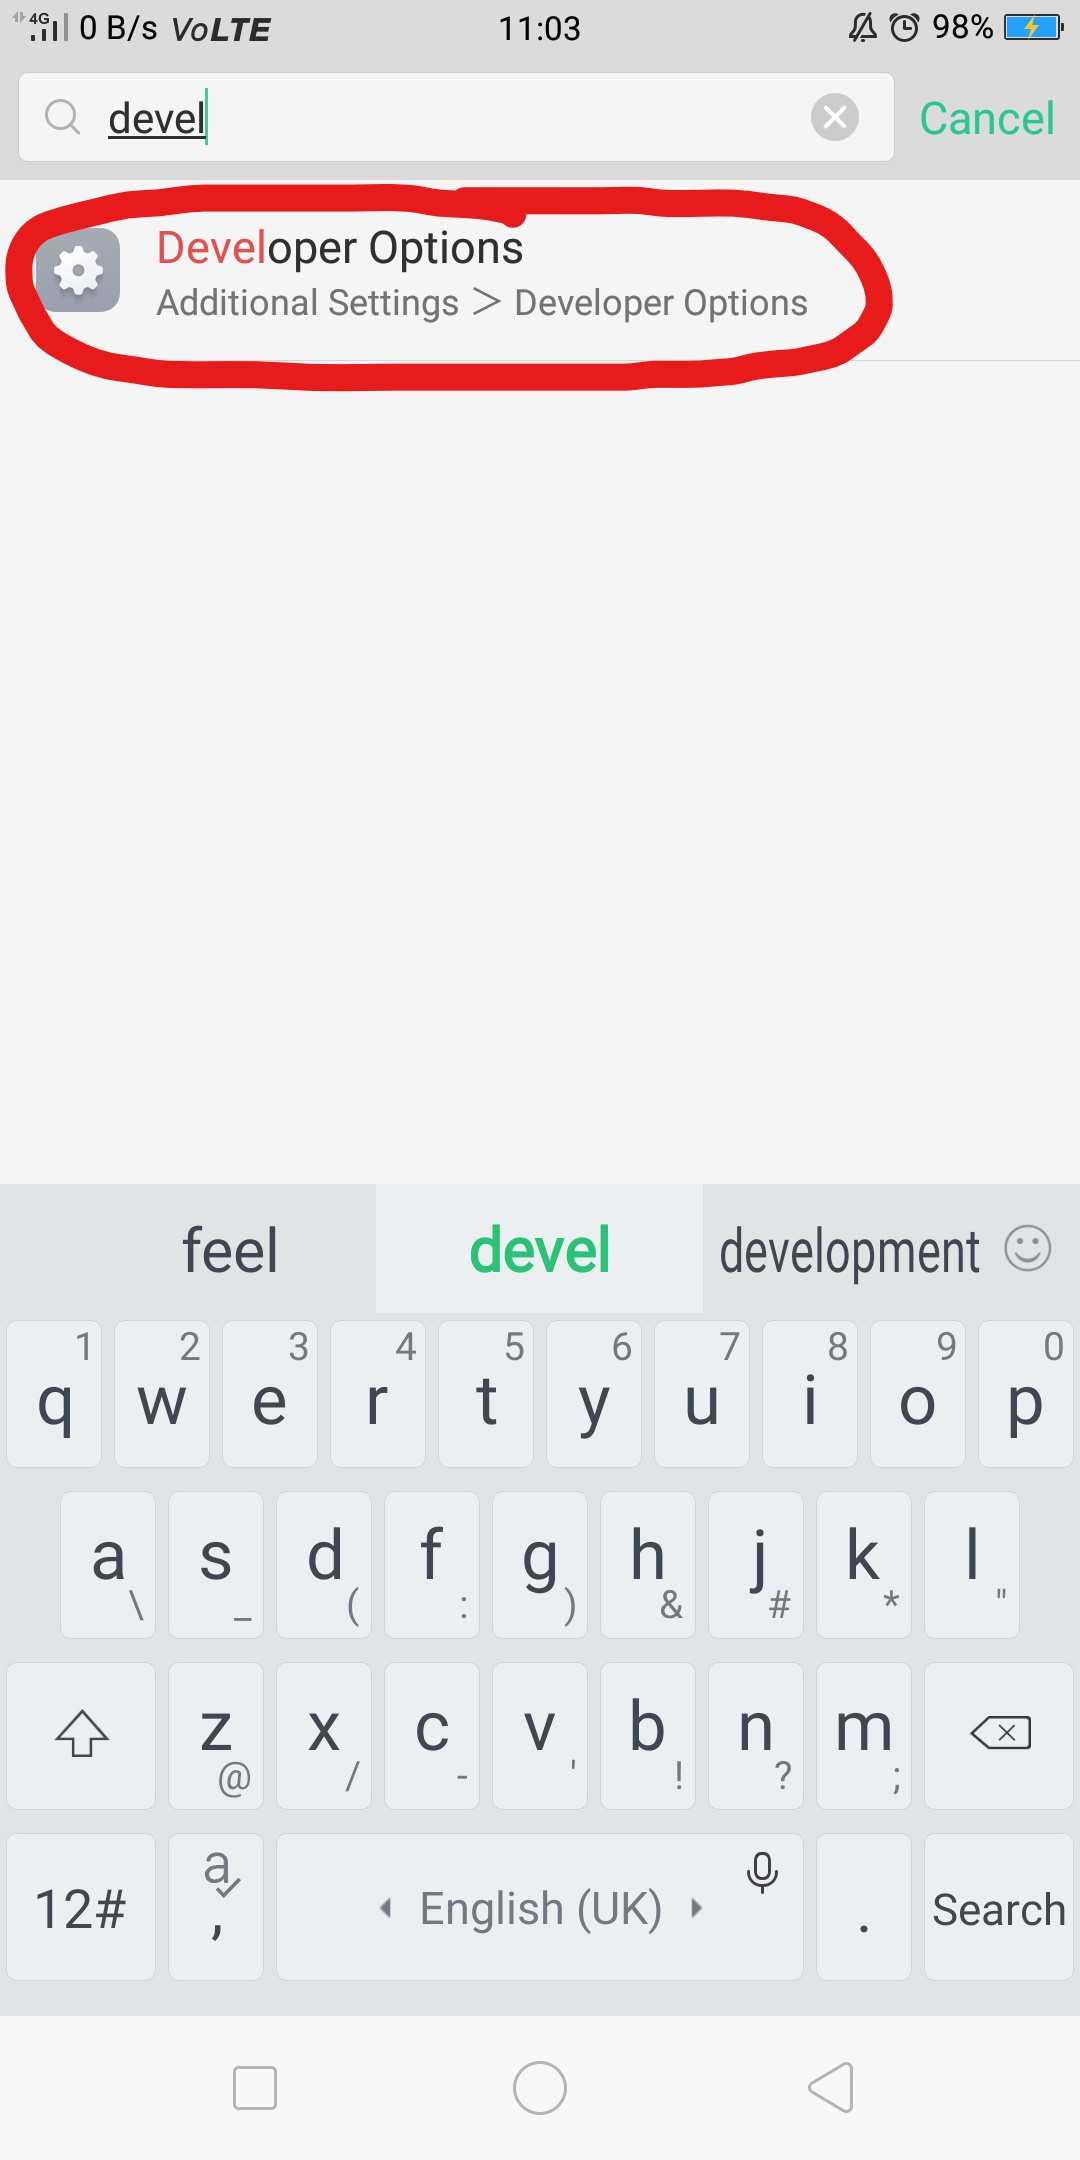 4G 0 B/s VoLTE 11:03 98%
devel Cancel
Developer Options
Additional Settings > Developer Options
feel devel development
1 2 3 4 5 6 7 8 9 0
q w e r t y u i o p
a s d f g h j k l
\ _ ( : ) & # * "
z x c v b n m
@ / - ' ! ? ;
12# a , English (UK) . Search